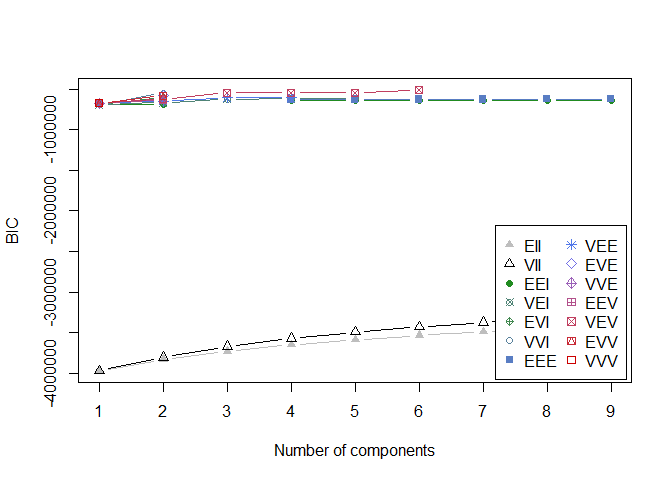 -1000000
-2000000
-3000000
-4000000
BIC
EII VEE
VII EVE
EEI VVE
VEI EEV
EVI VEV
VVI EVV
EEE VVV
1 2 3 4 5 6 7 8 9
Number of components